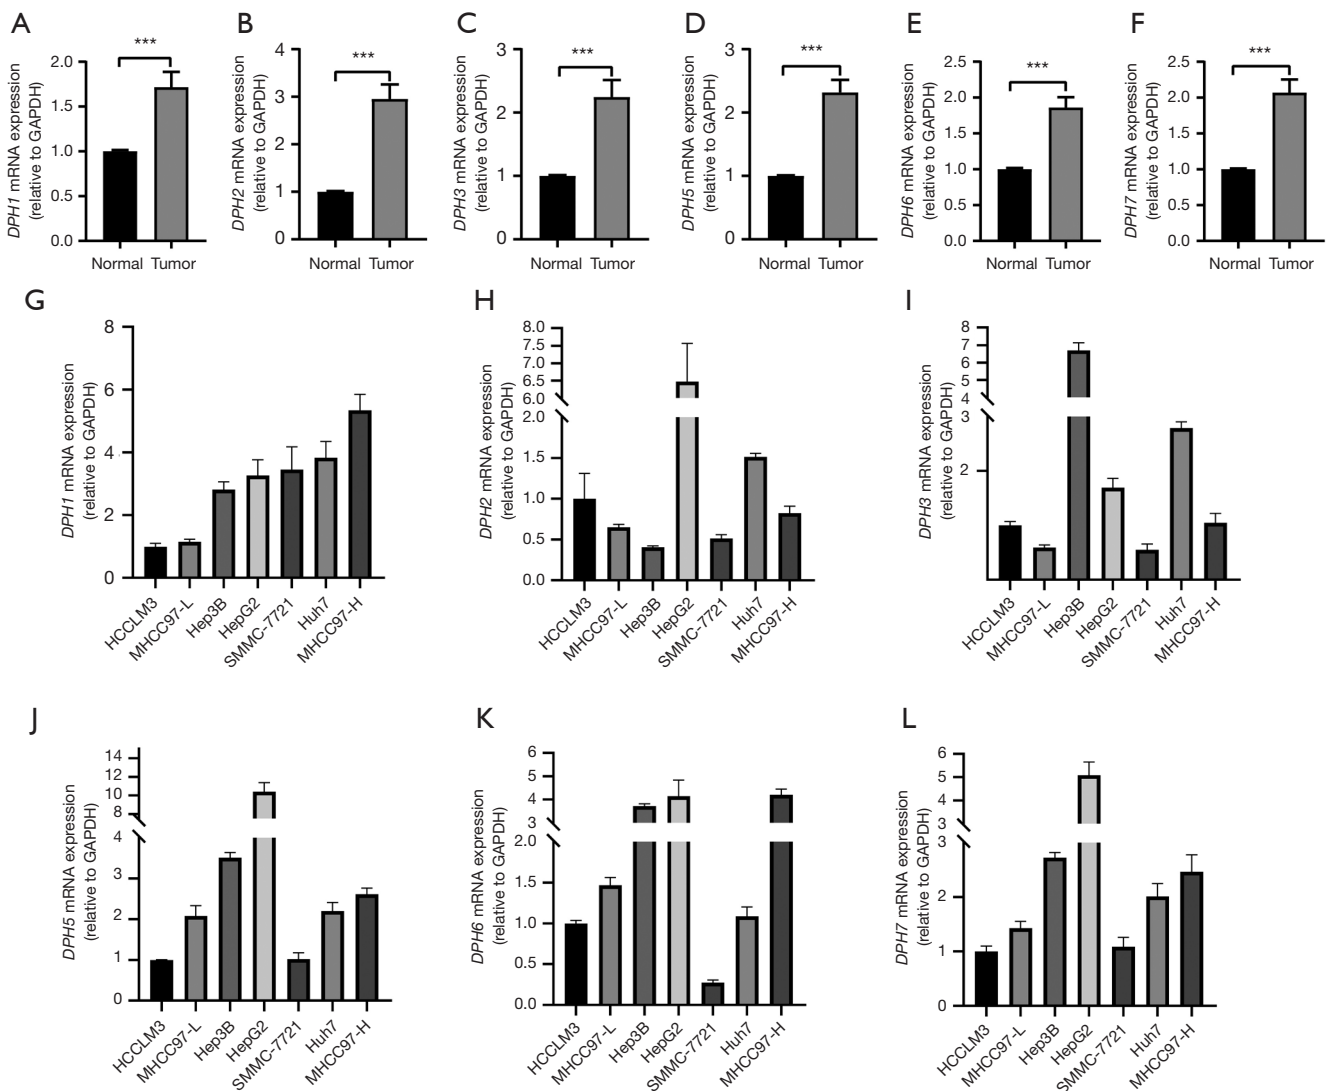 A
DPH1 mRNA expression
(relative to GAPDH)
2.0
1.5
1.0
0.5
0.0
***
Normal Tumor
B
DPH2 mRNA expression
(relative to GAPDH)
4
3
2
1
0
***
Normal Tumor
C
DPH3 mRNA expression
(relative to GAPDH)
3
2
1
0
***
Normal Tumor
D
DPH5 mRNA expression
(relative to GAPDH)
3
2
1
0
***
Normal Tumor
E
DPH6 mRNA expression
(relative to GAPDH)
2.5
2.0
1.5
1.0
0.5
0.0
***
Normal Tumor
F
DPH7 mRNA expression
(relative to GAPDH)
2.5
2.0
1.5
1.0
0.5
0.0
***
Normal Tumor
G
DPH1 mRNA expression
(relative to GAPDH)
8
6
4
2
0
HCCLM3
MHCC97-L
Hep3B
HepG2
SMMC-7721
Huh7
MHCC97-H
H
DPH2 mRNA expression
(relative to GAPDH)
8.0
7.5
7.0
6.5
6.0
2.0
1.5
1.0
0.5
0.0
HCCLM3
MHCC97-L
Hep3B
HepG2
SMMC-7721
Huh7
MHCC97-H
I
DPH3 mRNA expression
(relative to GAPDH)
8
7
6
5
4
3
2
HCCLM3
MHCC97-L
Hep3B
HepG2
SMMC-7721
Huh7
MHCC97-H
J
DPH5 mRNA expression
(relative to GAPDH)
14
12
10
8
4
3
2
1
0
HCCLM3
MHCC97-L
Hep3B
HepG2
SMMC-7721
Huh7
MHCC97-H
K
DPH6 mRNA expression
(relative to GAPDH)
6
5
4
3
2.0
1.5
1.0
0.5
0.0
HCCLM3
MHCC97-L
Hep3B
HepG2
SMMC-7721
Huh7
MHCC97-H
L
DPH7 mRNA expression
(relative to GAPDH)
6
5
4
3
3
2
1
0
HCCLM3
MHCC97-L
Hep3B
HepG2
SMMC-7721
Huh7
MHCC97-H